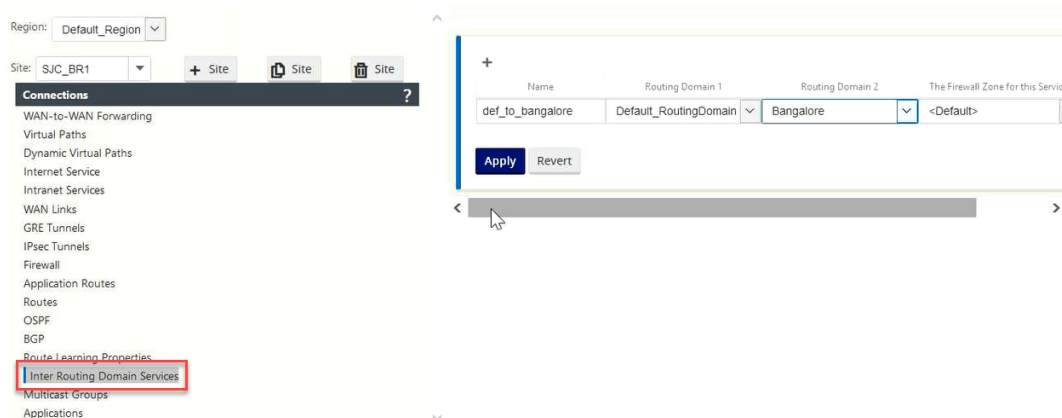 Region: Default_Region
Site: SJC_BR1 + Site Site Site
Connections ?
WAN-to-WAN Forwarding
Virtual Paths
Dynamic Virtual Paths
Internet Service
Intranet Services
WAN Links
GRE Tunnels
IPsec Tunnels
Firewall
Application Routes
Routes
OSPF
BGP
Route Learning Properties
Inter Routing Domain Services
Multicast Groups
Applications
+
Name Routing Domain 1 Routing Domain 2 The Firewall Zone for this Servic
def_to_bangalore Default_RoutingDomain Bangalore <Default>
Apply Revert